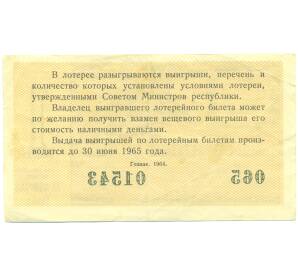 В лотерее разыгрываются выигрыши, перечень и
количество которых установлены условиями лотереи,
утвержденными Советом Министров республики.
Владелец выигравшего лотерейного билета может
по желанию получить взамен вещевого выигрыша его
стоимость наличными деньгами.
Выдача выигрышей по лотерейным билетам произ-
водится до 30 июня 1965 года.
Гознак. 1964.
01543 065